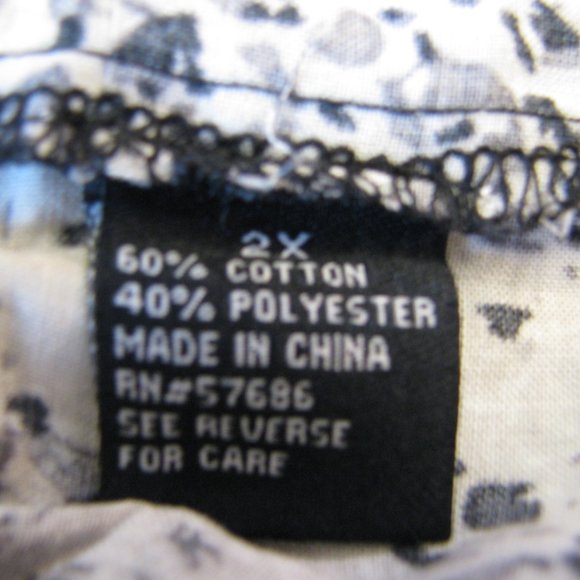 2X
60% COTTON
40% POLYESTER
MADE IN CHINA
RN#57686
SEE REVERSE
FOR CARE